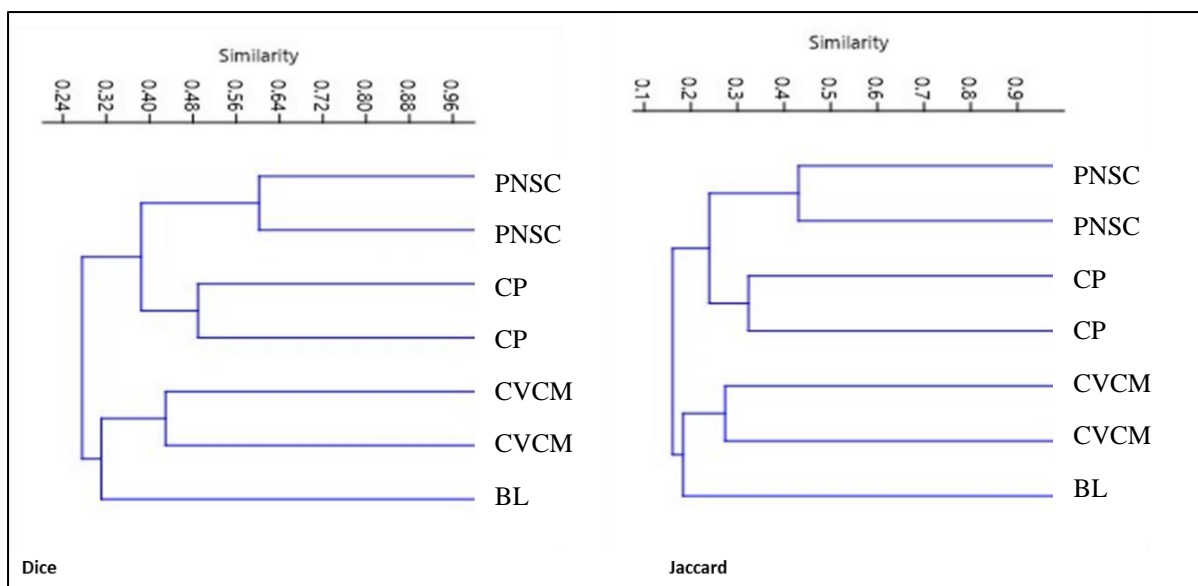 Similarity
0.24 0.32 0.40 0.48 0.56 0.64 0.72 0.80 0.88 0.96
PNSC
PNSC
CP
CP
CVCM
CVCM
BL
Dice
Similarity
0.1 0.2 0.3 0.4 0.5 0.6 0.7 0.8 0.9
PNSC
PNSC
CP
CP
CVCM
CVCM
BL
Jaccard